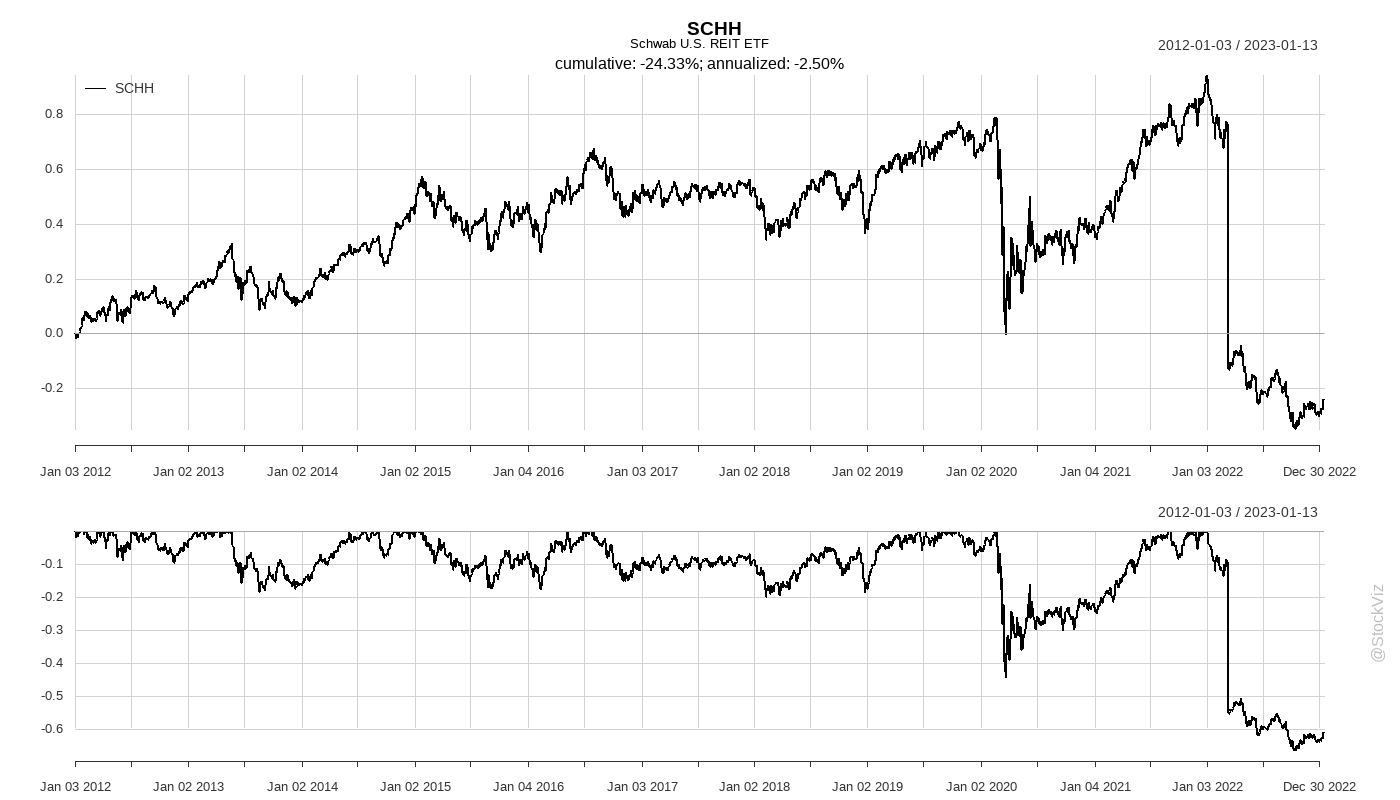 SCHH
Schwab U.S. REIT ETF
2012-01-03 / 2023-01-13
cumulative: -24.33%; annualized: -2.50%
SCHH
0.8
0.6
0.4
0.2
0.0
-0.2
Jan 03 2012 Jan 02 2013 Jan 02 2014 Jan 02 2015 Jan 04 2016 Jan 03 2017 Jan 02 2018 Jan 02 2019 Jan 02 2020 Jan 04 2021 Jan 03 2022 Dec 30 2022
2012-01-03 / 2023-01-13
-0.1
-0.2
-0.3
-0.4
-0.5
-0.6
Jan 03 2012 Jan 02 2013 Jan 02 2014 Jan 02 2015 Jan 04 2016 Jan 03 2017 Jan 02 2018 Jan 02 2019 Jan 02 2020 Jan 04 2021 Jan 03 2022 Dec 30 2022
@StockViz